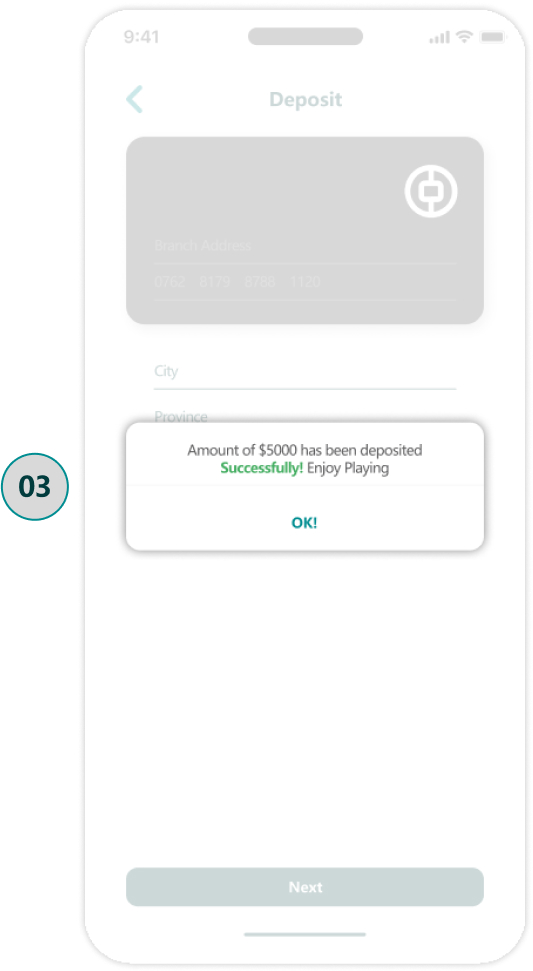 9:41
Deposit
Branch Address
0762 8179 8788 1120
City
Province
Amount of $5000 has been deposited
Successfully! Enjoy Playing
03
OK!
Next